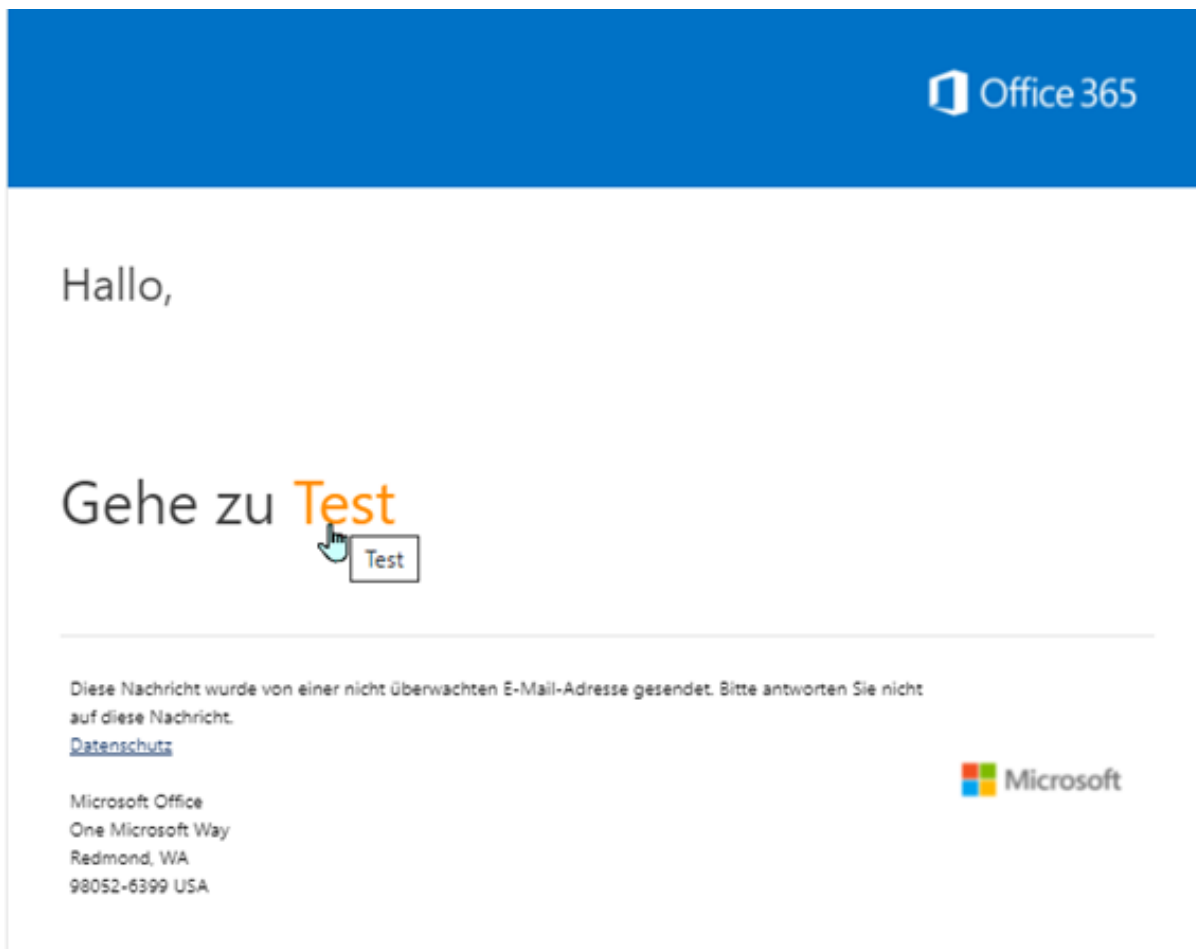 Office 365
Hallo,
Gehe zu Test
Test
Diese Nachricht wurde von einer nicht überwachten E-Mail-Adresse gesendet. Bitte antworten Sie nicht
auf diese Nachricht.
Datenschutz
Microsoft
Microsoft Office
One Microsoft Way
Redmond, WA
98052-6399 USA